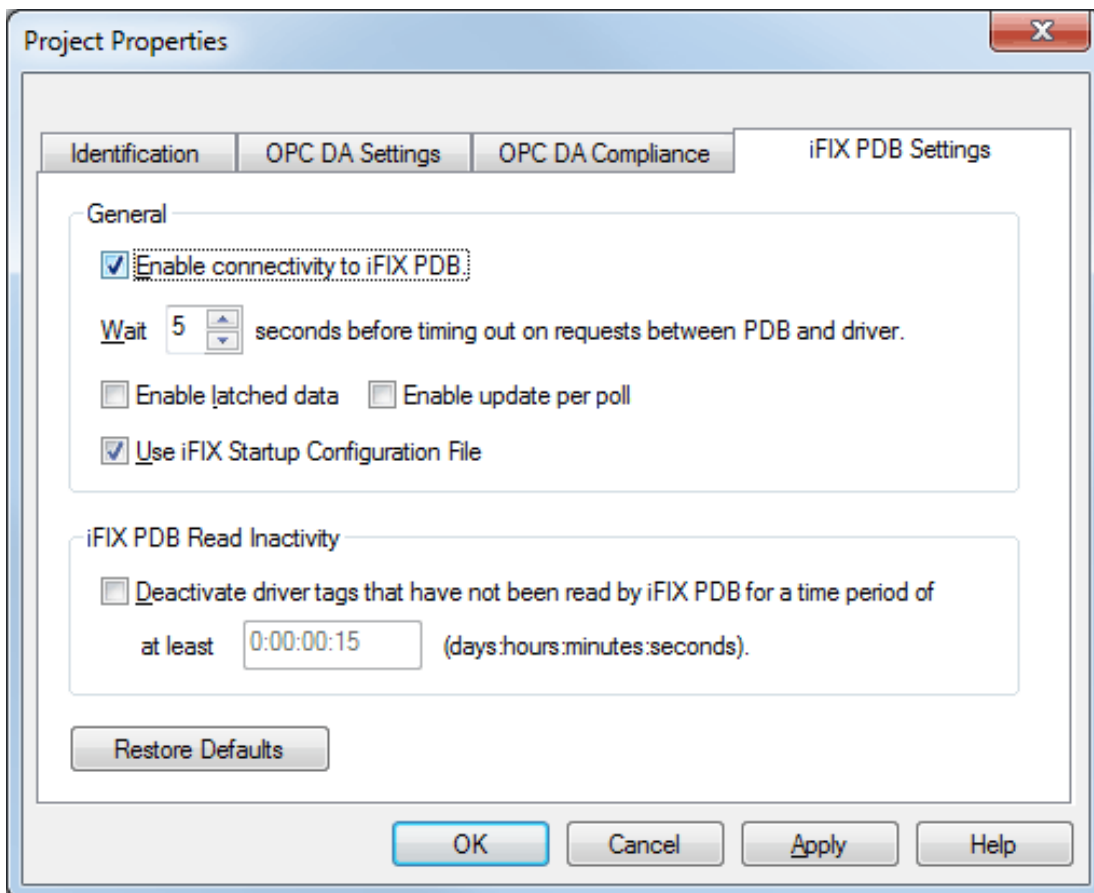 Project Properties
X
Identification OPC DA Settings OPC DA Compliance iFIX PDB Settings
General
Enable connectivity to iFIX PDB.
Wait 5 seconds before timing out on requests between PDB and driver.
Enable latched data Enable update per poll
Use iFIX Startup Configuration File
iFIX PDB Read Inactivity
Deactivate driver tags that have not been read by iFIX PDB for a time period of
at least 0:00:00:15 (days:hours:minutes:seconds).
Restore Defaults
OK Cancel Apply Help